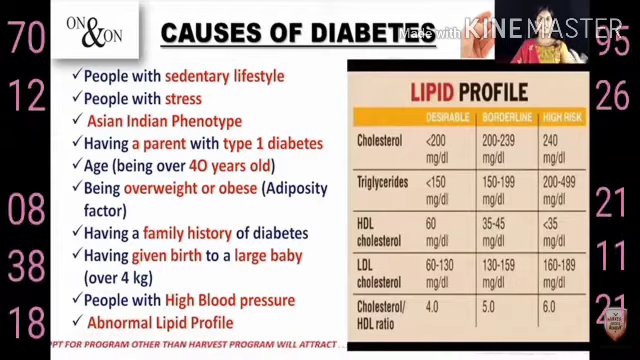 70
12
08
38
18
ON
&
ON
CAUSES OF DIABETES
Made with KINEMASTER
95
26
21
11
21
✓People with sedentary lifestyle
✓People with stress
✓Asian Indian Phenotype
✓Having a parent with type 1 diabetes
✓Age (being over 4O years old)
✓Being overweight or obese (Adiposity
factor)
✓Having a family history of diabetes
✓Having given birth to a large baby
(over 4 kg)
✓People with High Blood pressure
✓Abnormal Lipid Profile
LIPID PROFILE
DESIRABLE BORDERLINE HIGH RISK
Cholesterol <200 mg/dl 200-239 mg/dl 240 mg/dl
Triglycerides <150 mg/dl 150-199 mg/dl 200-499 mg/dl
HDL cholesterol 60 mg/dl 35-45 mg/dl <35 mg/dl
LDL cholesterol 60-130 mg/dl 130-159 mg/dl 160-189 mg/dl
Cholesterol/ HDL ratio 4.0 5.0 6.0
PPT FOR PROGRAM OTHER THAN HARVEST PROGRAM WILL ATTRACT . . .